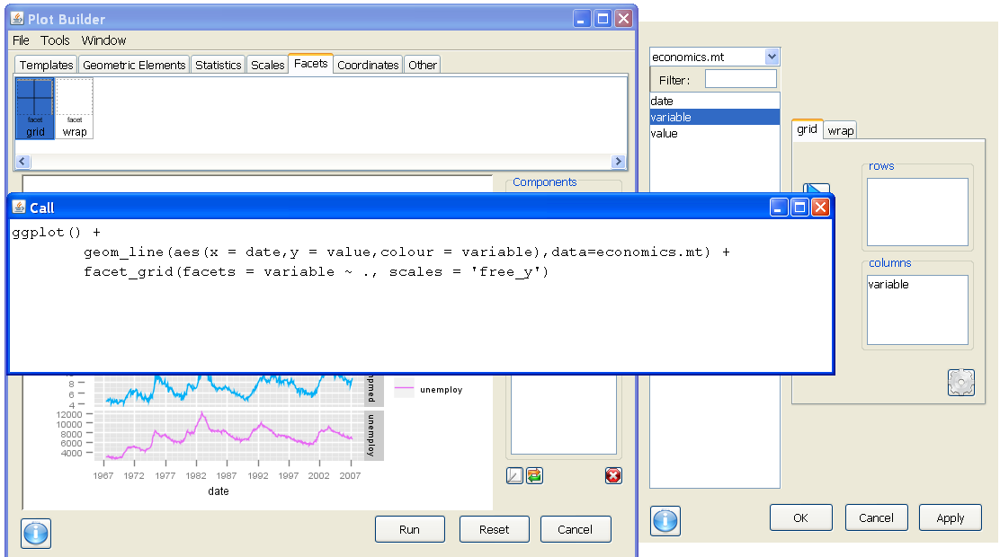 Plot Builder
File Tools Window
Templates Geometric Elements Statistics Scales Facets Coordinates Other
facet facet
grid wrap
Components
economics.mt
Filter:
date
variable
value
grid wrap
rows
columns
variable
Call
ggplot() +
geom_line(aes(x = date,y = value,colour = variable),data=economics.mt) +
facet_grid(facets = variable ~ ., scales = 'free_y')
8
6
4
unemploy
12000
10000
8000
6000
4000
unemploy
1967 1972 1977 1982 1987 1992 1997 2002 2007
date
Run Reset Cancel
OK Cancel Apply